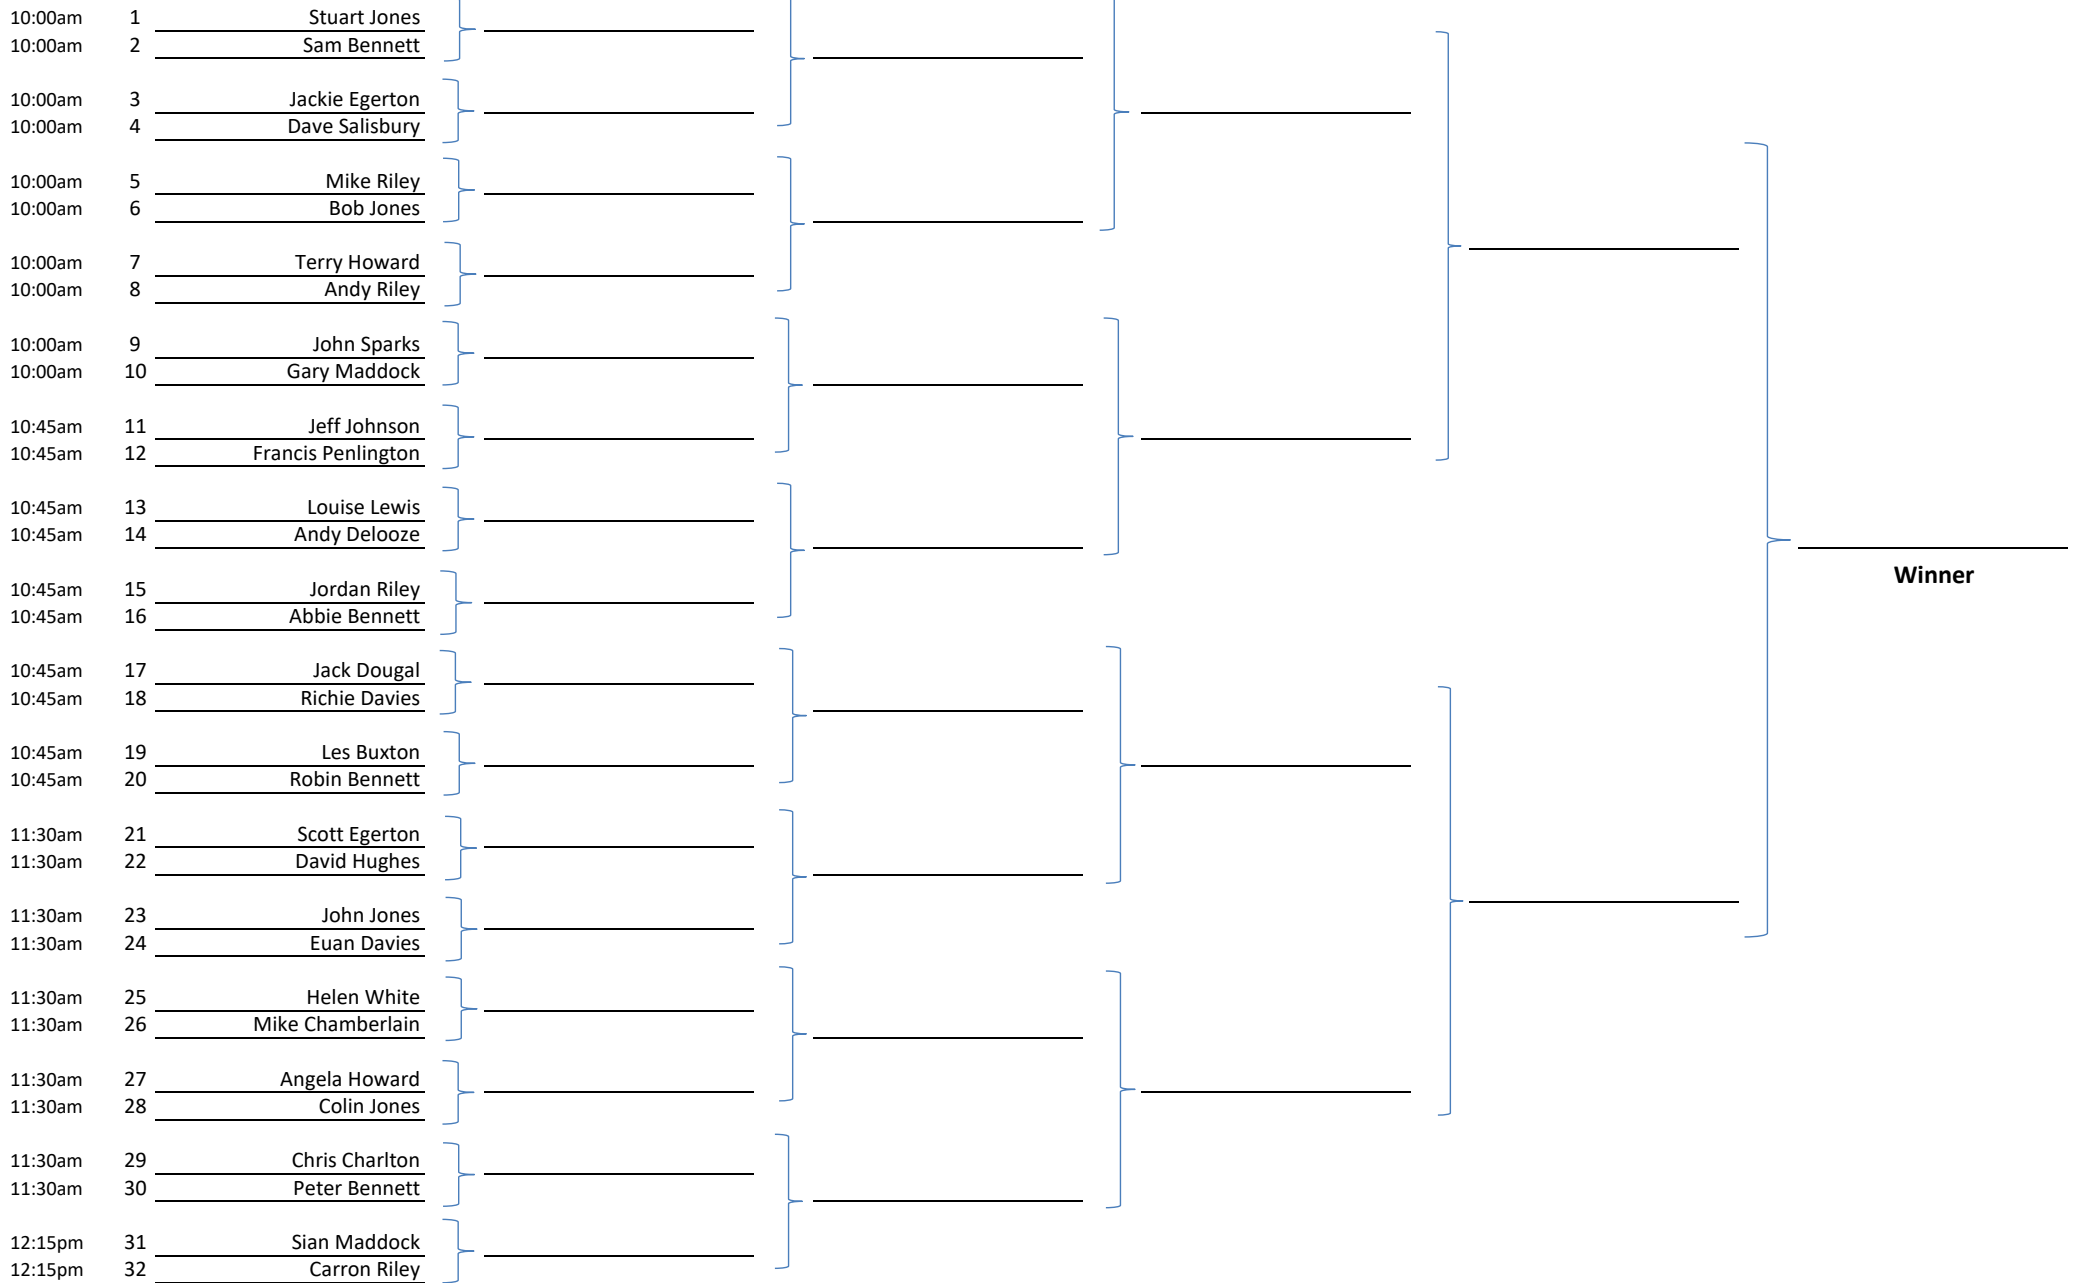 10:00am 1 Stuart Jones
10:00am 2 Sam Bennett
10:00am 3 Jackie Egerton
10:00am 4 Dave Salisbury
10:00am 5 Mike Riley
10:00am 6 Bob Jones
10:00am 7 Terry Howard
10:00am 8 Andy Riley
10:00am 9 John Sparks
10:00am 10 Gary Maddock
10:45am 11 Jeff Johnson
10:45am 12 Francis Penlington
10:45am 13 Louise Lewis
10:45am 14 Andy Delooze
Winner
10:45am 15 Jordan Riley
10:45am 16 Abbie Bennett
10:45am 17 Jack Dougal
10:45am 18 Richie Davies
10:45am 19 Les Buxton
10:45am 20 Robin Bennett
11:30am 21 Scott Egerton
11:30am 22 David Hughes
11:30am 23 John Jones
11:30am 24 Euan Davies
11:30am 25 Helen White
11:30am 26 Mike Chamberlain
11:30am 27 Angela Howard
11:30am 28 Colin Jones
11:30am 29 Chris Charlton
11:30am 30 Peter Bennett
12:15pm 31 Sian Maddock
12:15pm 32 Carron Riley